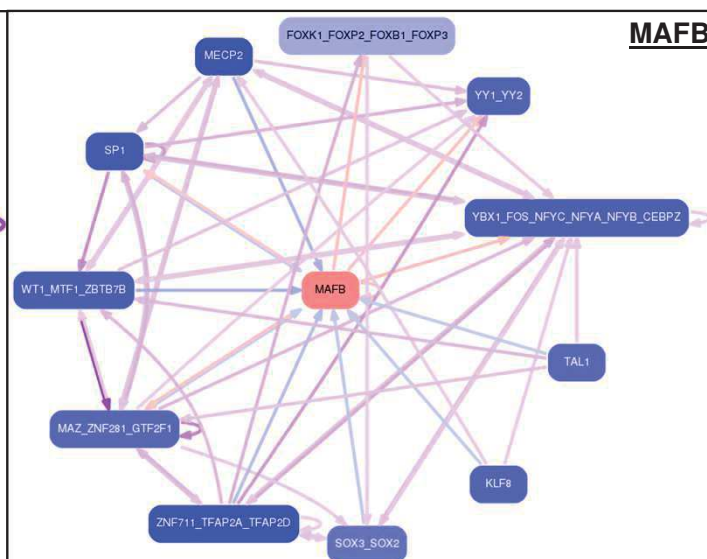 MAFB
FOXK1_FOXP2_FOXB1_FOXP3
MECP2
YY1_YY2
SP1
YBX1_FOS_NFYC_NFYA_NFYB_CEBPZ
WT1_MTF1_ZBTB7B
MAFB
TAL1
MAZ_ZNF281_GTF2F1
KLF8
ZNF711_TFAP2A_TFAP2D
SOX3_SOX2